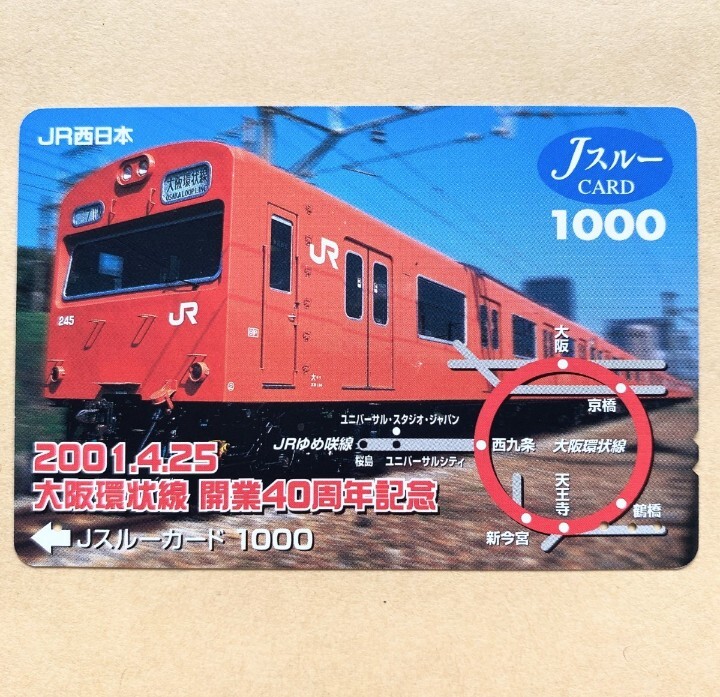 JR西日本
Jスルー
CARD
1000
大阪環状線
OSAKA LOOP LINE
JR
JR
245
大阪
京橋
ユニバーサル・スタジオ・ジャパン
JRゆめ咲線
西九条
大阪環状線
桜島
ユニバーサルシティ
2001.4.25
大阪環状線 開業40周年記念
天王寺
鶴橋
新今宮
Jスルーカード 1000